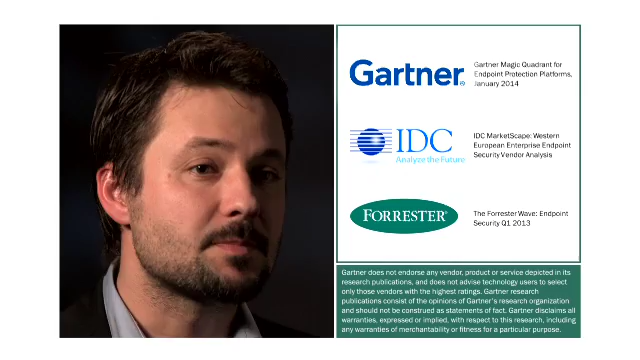 Gartner
Gartner Magic Quadrant for
Endpoint Protection Platforms,
January 2014
IDC
Analyze the Future
IDC MarketScape: Western
European Enterprise Endpoint
Security Vendor Analysis
FORRESTER
The Forrester Wave: Endpoint
Security Q1 2013
Gartner does not endorse any vendor, product or service depicted in its
research publications, and does not advise technology users to select
only those vendors with the highest ratings. Gartner research
publications consist of the opinions of Gartner's research organization
and should not be construed as statements of fact. Gartner disclaims all
warranties, expressed or implied, with respect to this research, including
any warranties of merchantability or fitness for a particular purpose.